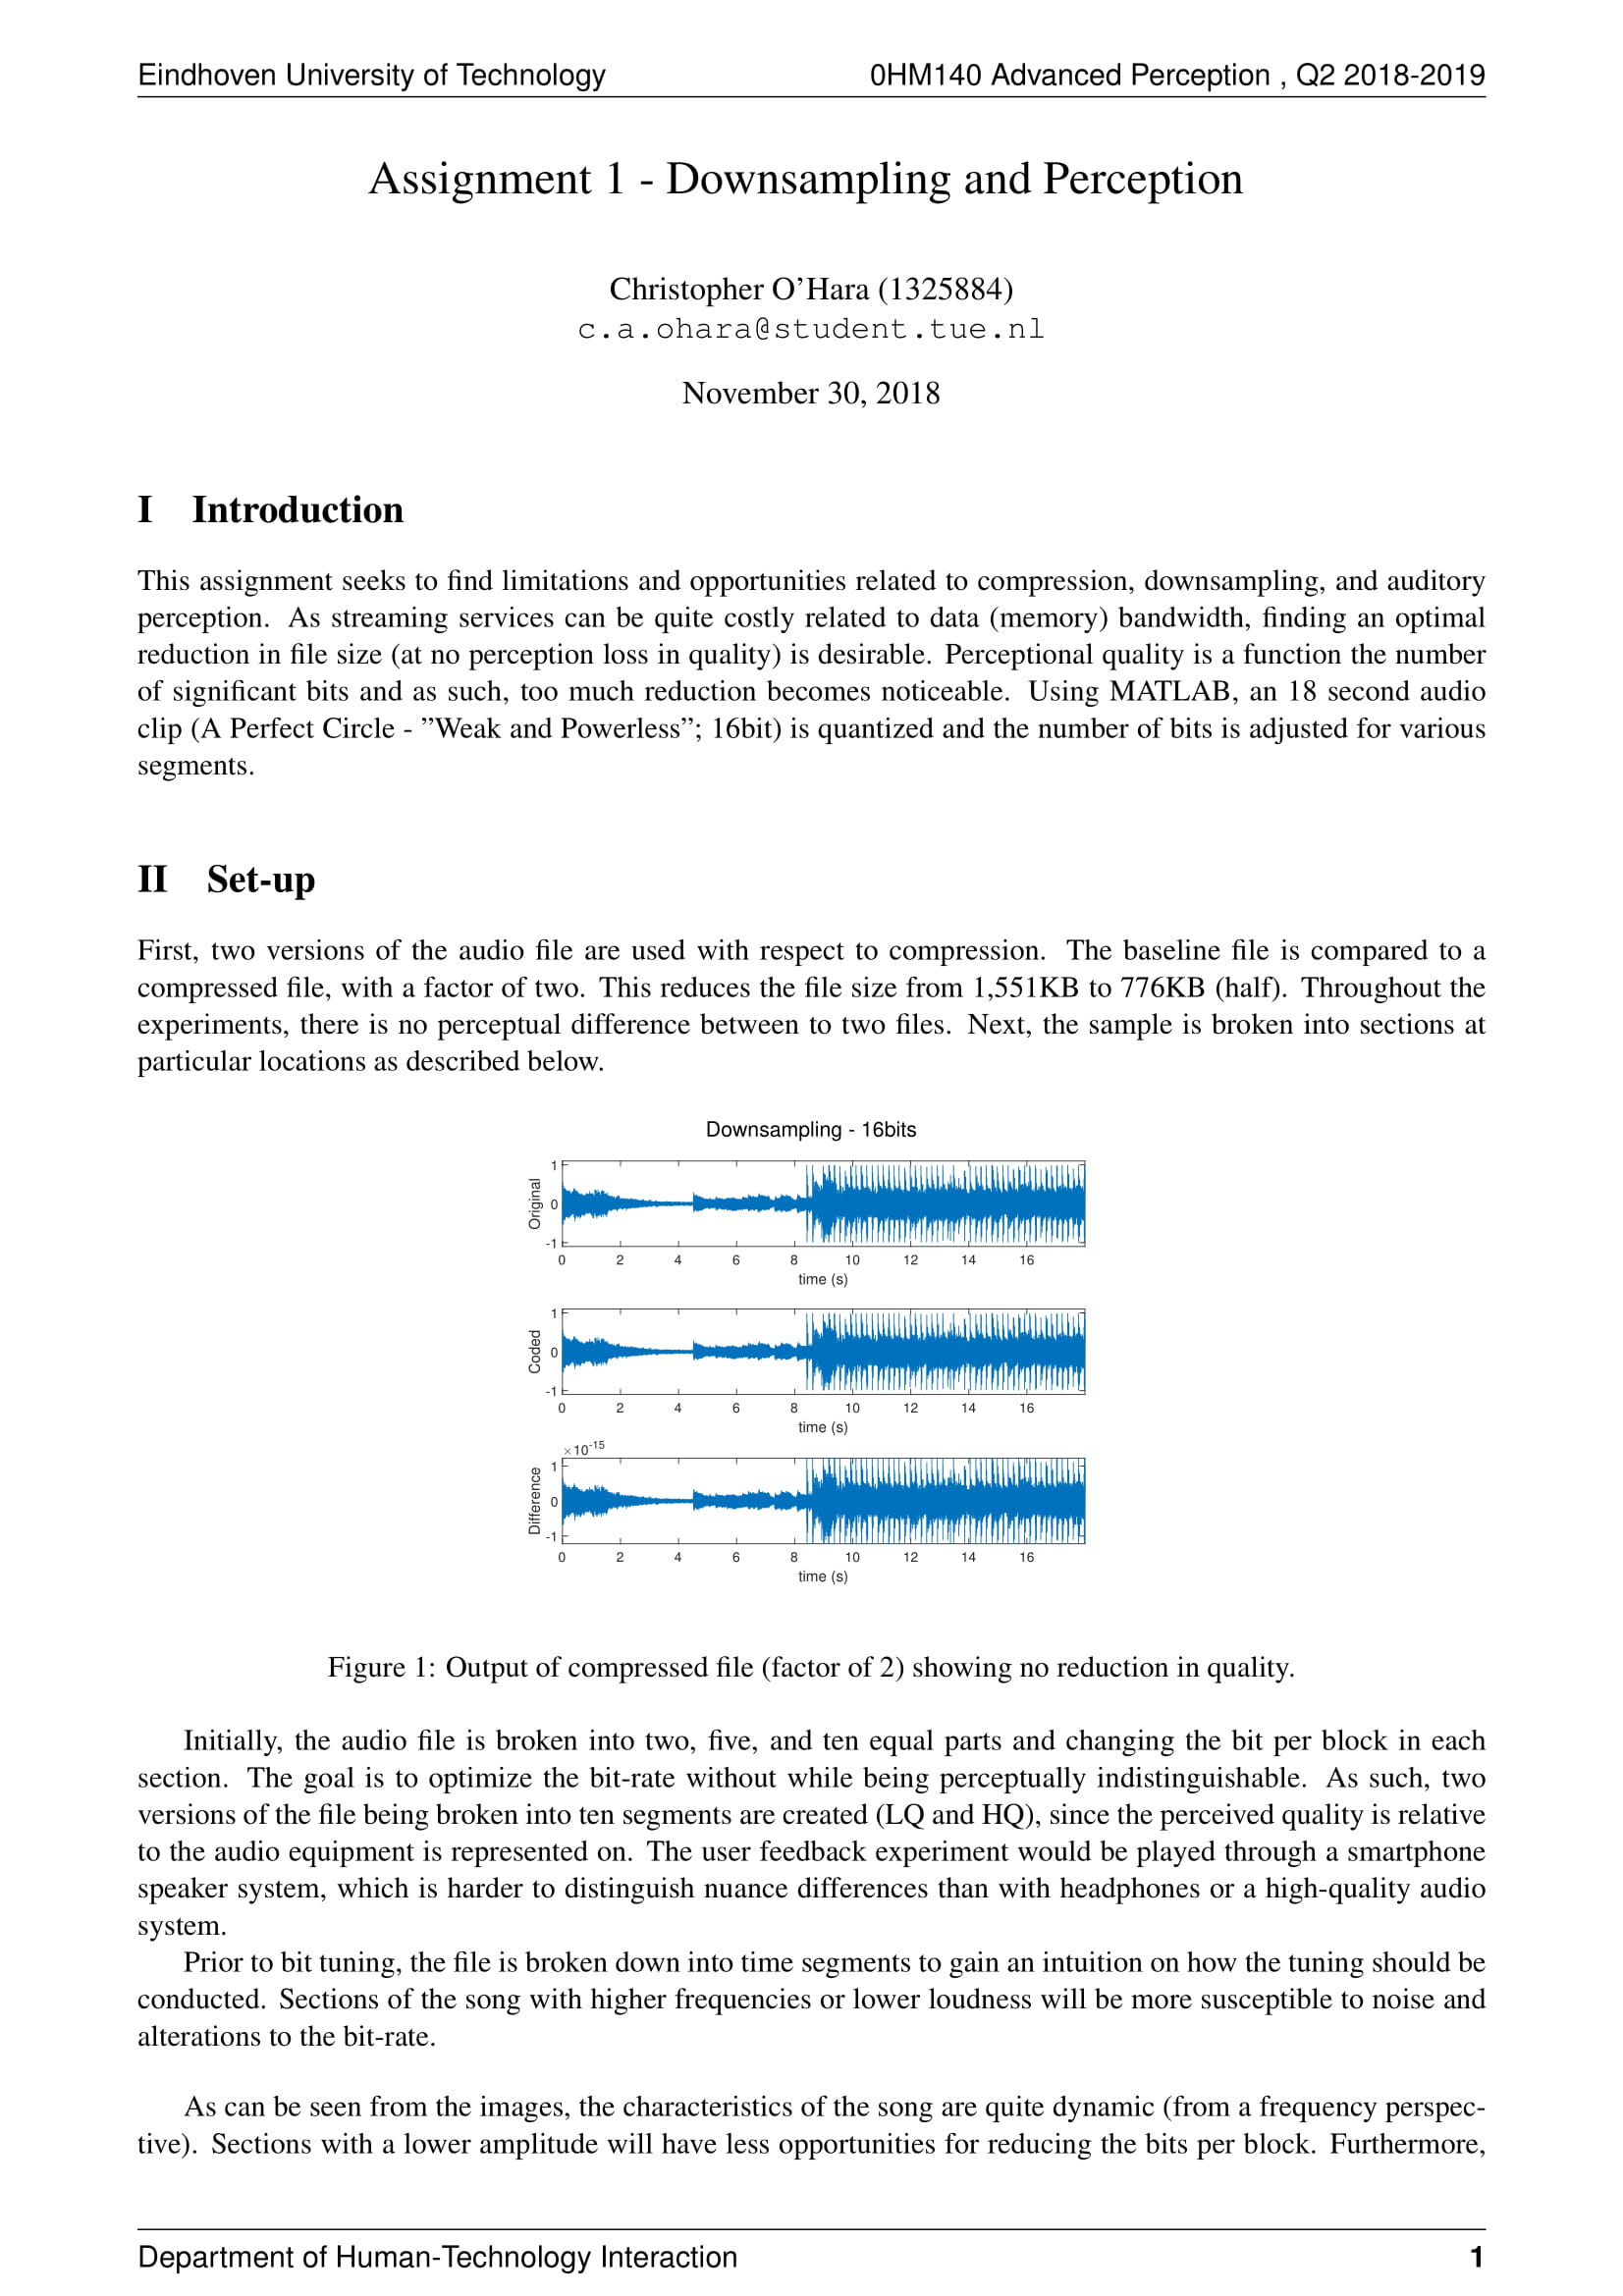 Eindhoven University of Technology 0HM140 Advanced Perception , Q2 2018-2019
Assignment 1 - Downsampling and Perception
Christopher O’Hara (1325884)
c.a.ohara@student.tue.nl
November 30, 2018
I Introduction
This assignment seeks to find limitations and opportunities related to compression, downsampling, and auditory
perception. As streaming services can be quite costly related to data (memory) bandwidth, finding an optimal
reduction in file size (at no perception loss in quality) is desirable. Perceptional quality is a function the number
of significant bits and as such, too much reduction becomes noticeable. Using MATLAB, an 18 second audio
clip (A Perfect Circle - ”Weak and Powerless”; 16bit) is quantized and the number of bits is adjusted for various
segments.
II Set-up
First, two versions of the audio file are used with respect to compression. The baseline file is compared to a
compressed file, with a factor of two. This reduces the file size from 1,551KB to 776KB (half). Throughout the
experiments, there is no perceptual difference between to two files. Next, the sample is broken into sections at
particular locations as described below.
Downsampling - 16bits
Original
1
0
-1
0 2 4 6 8 10 12 14 16
time (s)
Coded
1
0
-1
0 2 4 6 8 10 12 14 16
time (s)
×10-15
Difference
1
0
-1
0 2 4 6 8 10 12 14 16
time (s)
Figure 1: Output of compressed file (factor of 2) showing no reduction in quality.
Initially, the audio file is broken into two, five, and ten equal parts and changing the bit per block in each
section. The goal is to optimize the bit-rate without while being perceptually indistinguishable. As such, two
versions of the file being broken into ten segments are created (LQ and HQ), since the perceived quality is relative
to the audio equipment is represented on. The user feedback experiment would be played through a smartphone
speaker system, which is harder to distinguish nuance differences than with headphones or a high-quality audio
system.
Prior to bit tuning, the file is broken down into time segments to gain an intuition on how the tuning should be
conducted. Sections of the song with higher frequencies or lower loudness will be more susceptible to noise and
alterations to the bit-rate.
As can be seen from the images, the characteristics of the song are quite dynamic (from a frequency perspec-
tive). Sections with a lower amplitude will have less opportunities for reducing the bits per block. Furthermore,
Department of Human-Technology Interaction 1